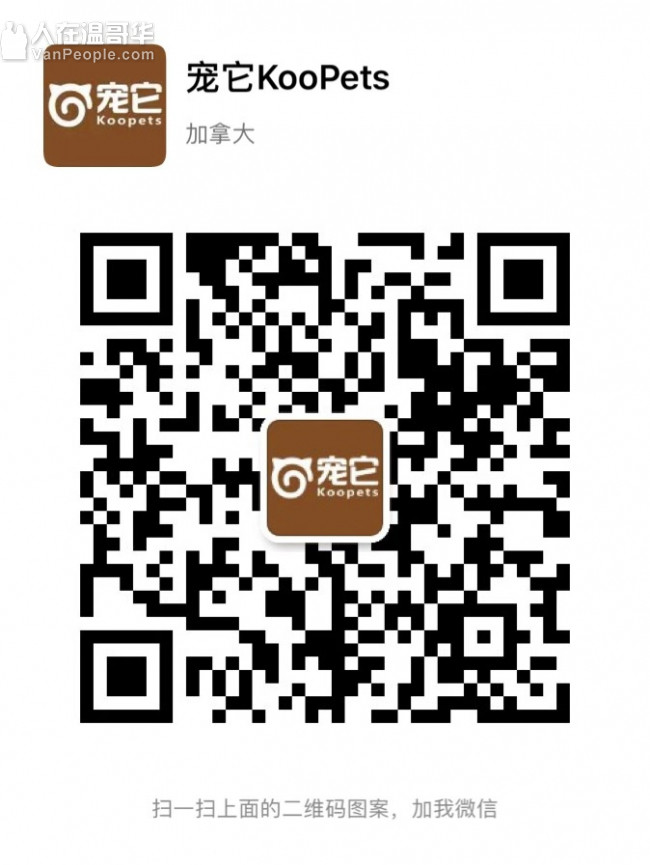 人在温哥华
VanPeople.com
宠它
Koopets
宠它KooPets
加拿大
宠它
Koopets
扫一扫上面的二维码图案，加我微信